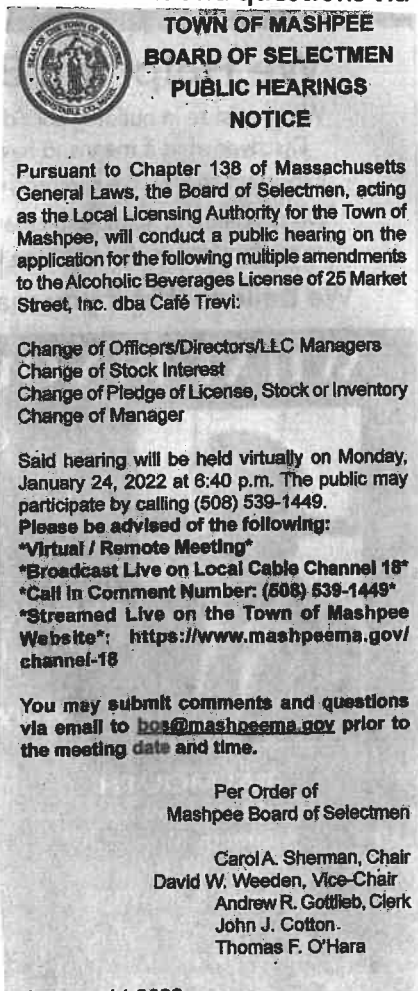 TOWN OF MASHPEE
BOARD OF SELECTMEN
PUBLIC HEARINGS
NOTICE
Pursuant to Chapter 138 of Massachusetts
General Laws, the Board of Selectmen, acting
as the Local Licensing Authority for the Town of
Mashpee, will conduct a public hearing on the
application for the following multiple amendments
to the Alcoholic Beverages License of 25 Market
Street, Inc. dba Café Trevi:
Change of Officers/Directors/LLC Managers
Change of Stock Interest
Change of Pledge of License, Stock or Inventory
Change of Manager
Said hearing will be held virtually on Monday,
January 24, 2022 at 6:40 p.m. The public may
participate by calling (508) 539-1449.
Please be advised of the following:
*Virtual / Remote Meeting*
*Broadcast Live on Local Cable Channel 18*
*Call in Comment Number: (508) 539-1449*
*Streamed Live on the Town of Mashpee
Website*: https://www.mashpeema.gov/
channel-18
You may submit comments and questions
via email to bos@mashpeema.gov prior to
the meeting date and time.
Per Order of
Mashpee Board of Selectmen
Carol A. Sherman, Chair
David W. Weeden, Vice-Chair
Andrew R. Gottlieb, Clerk
John J. Cotton
Thomas F. O'Hara